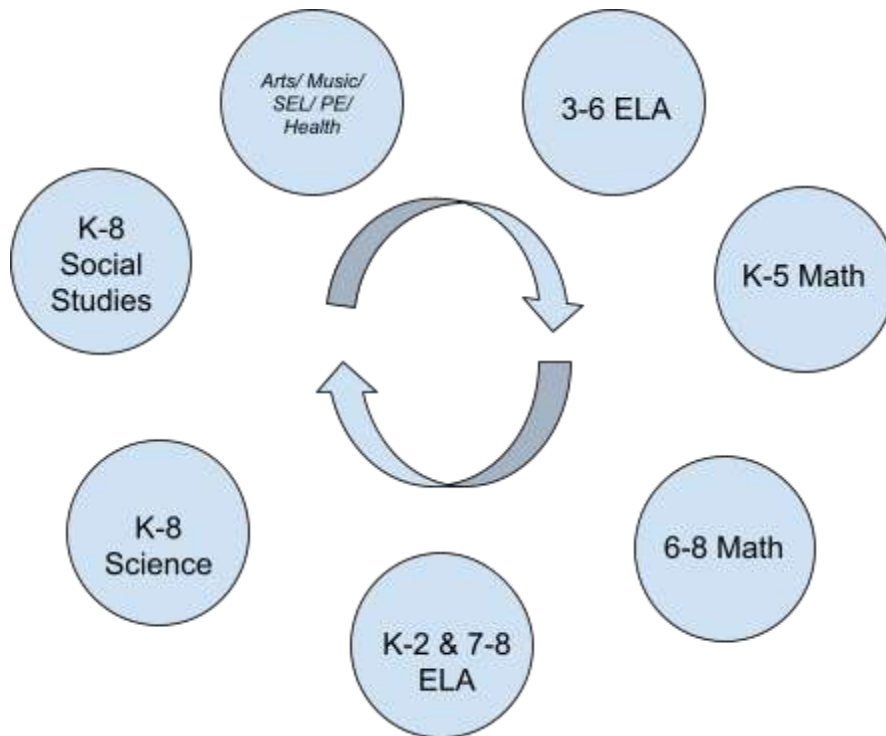 Arts/ Music/
SEL/ PE/
Health
3-6 ELA
K-5 Math
6-8 Math
K-2 & 7-8
ELA
K-8
Science
K-8
Social
Studies